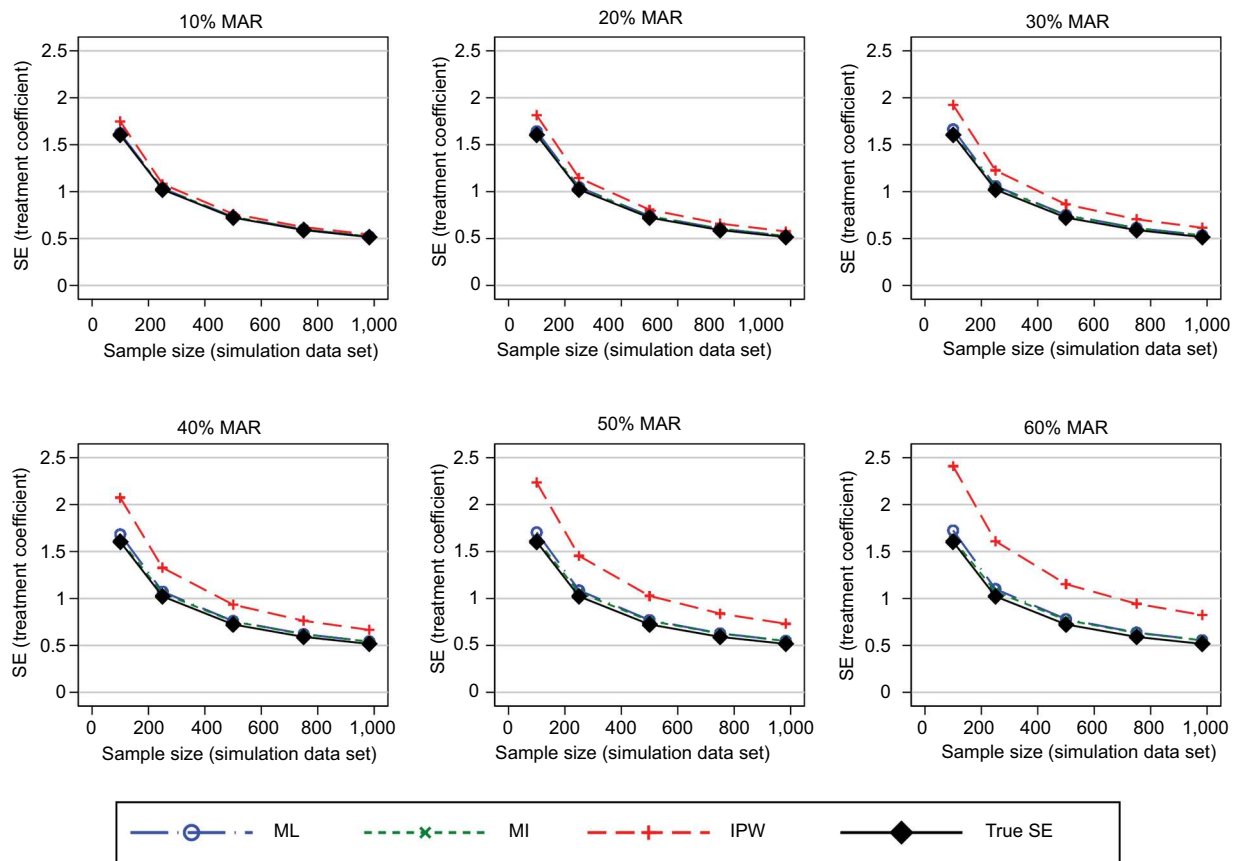 10% MAR
20% MAR
30% MAR
SE (treatment coefficient)
2.5
2
1.5
1
0.5
0
0 200 400 600 800 1,000
Sample size (simulation data set)
SE (treatment coefficient)
2.5
2
1.5
1
0.5
0
0 200 400 600 800 1,000
Sample size (simulation data set)
SE (treatment coefficient)
2.5
2
1.5
1
0.5
0
0 200 400 600 800 1,000
Sample size (simulation data set)
40% MAR
50% MAR
60% MAR
SE (treatment coefficient)
2.5
2
1.5
1
0.5
0
0 200 400 600 800 1,000
Sample size (simulation data set)
SE (treatment coefficient)
2.5
2
1.5
1
0.5
0
0 200 400 600 800 1,000
Sample size (simulation data set)
SE (treatment coefficient)
2.5
2
1.5
1
0.5
0
0 200 400 600 800 1,000
Sample size (simulation data set)
ML MI IPW True SE